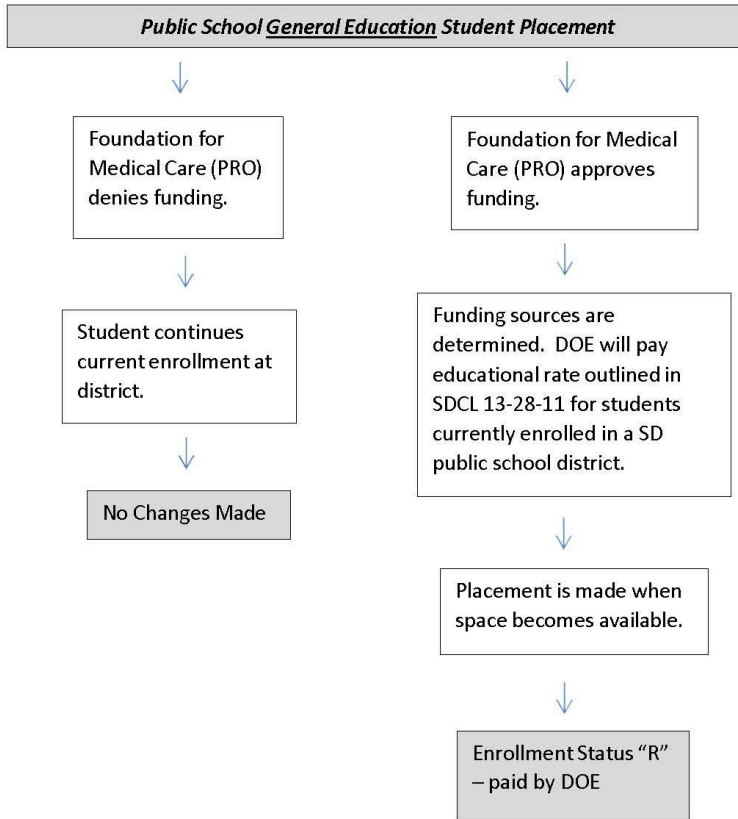 Public School General Education Student Placement
Foundation for
Medical Care (PRO)
denies funding.
Student continues
current enrollment at
district.
No Changes Made
Foundation for Medical
Care (PRO) approves
funding.
Funding sources are
determined.  DOE will pay
educational rate outlined in
SDCL 13-28-11 for students
currently enrolled in a SD
public school district.
Placement is made when
space becomes available.
Enrollment Status “R”
– paid by DOE